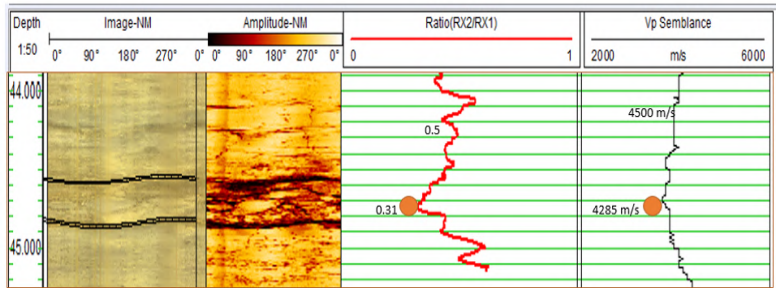 Depth
1:50
Image-NM
0° 90° 180° 270° 0°
Amplitude-NM
0° 90° 180° 270° 0°
Ratio(RX2/RX1)
0 1
Vp Semblance
2000 m/s 6000
44.000
4500 m/s
0.5
0.31
4285 m/s
45.000